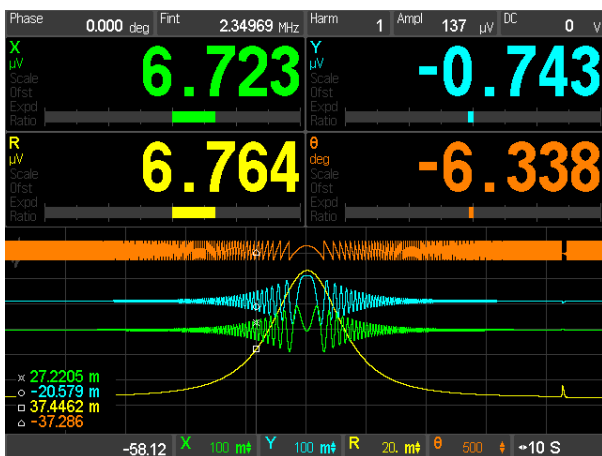 Phase 0.000 deg Fint 2.34969 MHz Harm 1 Ampl 137 µV DC 0 V
X
µV
Scale
Ofst
Expd
Ratio
6.723
Y
µV
Scale
Ofst
Expd
Ratio
-0.743
R
µV
Scale
Ofst
Expd
Ratio
6.764
θ
deg
Scale
Ofst
Expd
Ratio
-6.338
27.2205 m
-20.579 m
37.4462 m
-37.286
-58.12 X 100 m Y 100 m R 20. m θ 500 10 S